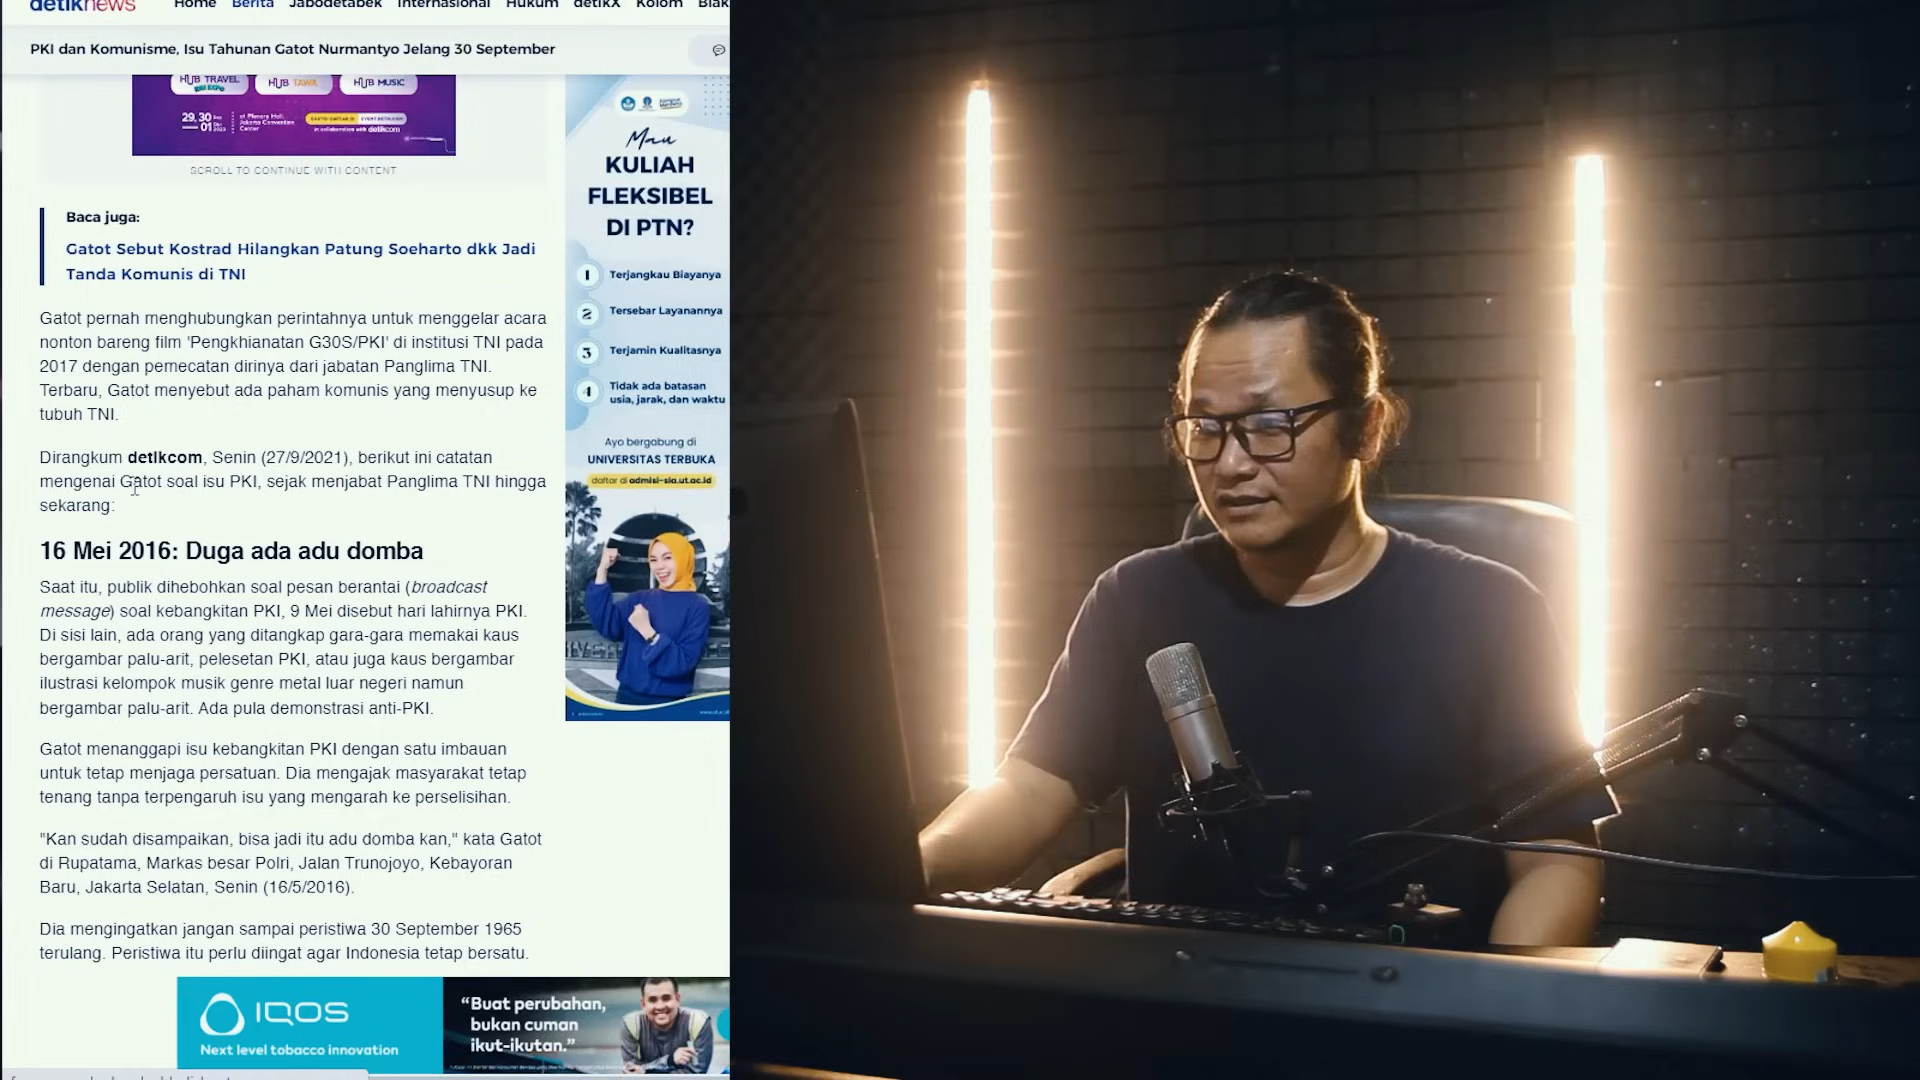 detiknews Home Berita Jabodetabek Internasional Hukum detikX Kolom
PKI dan Komunisme, Isu Tahunan Gatot Nurmantyo Jelang 30 September
HUB TRAVEL HUB TAWA HUB MUSIC
29, 30
01
SCROLL TO CONTINUE WITH CONTENT
Baca juga:
Gatot Sebut Kostrad Hilangkan Patung Soeharto dkk Jadi
Tanda Komunis di TNI
Gatot pernah menghubungkan perintahnya untuk menggelar acara
nonton bareng film 'Pengkhianatan G30S/PKI' di institusi TNI pada
2017 dengan pemecatan dirinya dari jabatan Panglima TNI.
Terbaru, Gatot menyebut ada paham komunis yang menyusup ke
tubuh TNI.
Dirangkum detikcom, Senin (27/9/2021), berikut ini catatan
mengenai Gatot soal isu PKI, sejak menjabat Panglima TNI hingga
sekarang:
16 Mei 2016: Duga ada adu domba
Saat itu, publik dihebohkan soal pesan berantai (broadcast
message) soal kebangkitan PKI, 9 Mei disebut hari lahirnya PKI.
Di sisi lain, ada orang yang ditangkap gara-gara memakai kaus
bergambar palu-arit, pelesetan PKI, atau juga kaus bergambar
ilustrasi kelompok musik genre metal luar negeri namun
bergambar palu-arit. Ada pula demonstrasi anti-PKI.
Gatot menanggapi isu kebangkitan PKI dengan satu imbauan
untuk tetap menjaga persatuan. Dia mengajak masyarakat tetap
tenang tanpa terpengaruh isu yang mengarah ke perselisihan.
"Kan sudah disampaikan, bisa jadi itu adu domba kan," kata Gatot
di Rupatama, Markas besar Polri, Jalan Trunojoyo, Kebayoran
Baru, Jakarta Selatan, Senin (16/5/2016).
Dia mengingatkan jangan sampai peristiwa 30 September 1965
terulang. Peristiwa itu perlu diingat agar Indonesia tetap bersatu.
Mau
KULIAH
FLEKSIBEL
DI PTN?
1 Terjangkau Biayanya
2 Tersebar Layanannya
3 Terjamin Kualitasnya
4 Tidak ada batasan
usia, jarak, dan waktu
Ayo bergabung di
UNIVERSITAS TERBUKA
daftar di admisi-sia.ut.ac.id
IQOS
Next level tobacco innovation
"Buat perubahan,
bukan cuman
ikut-ikutan."